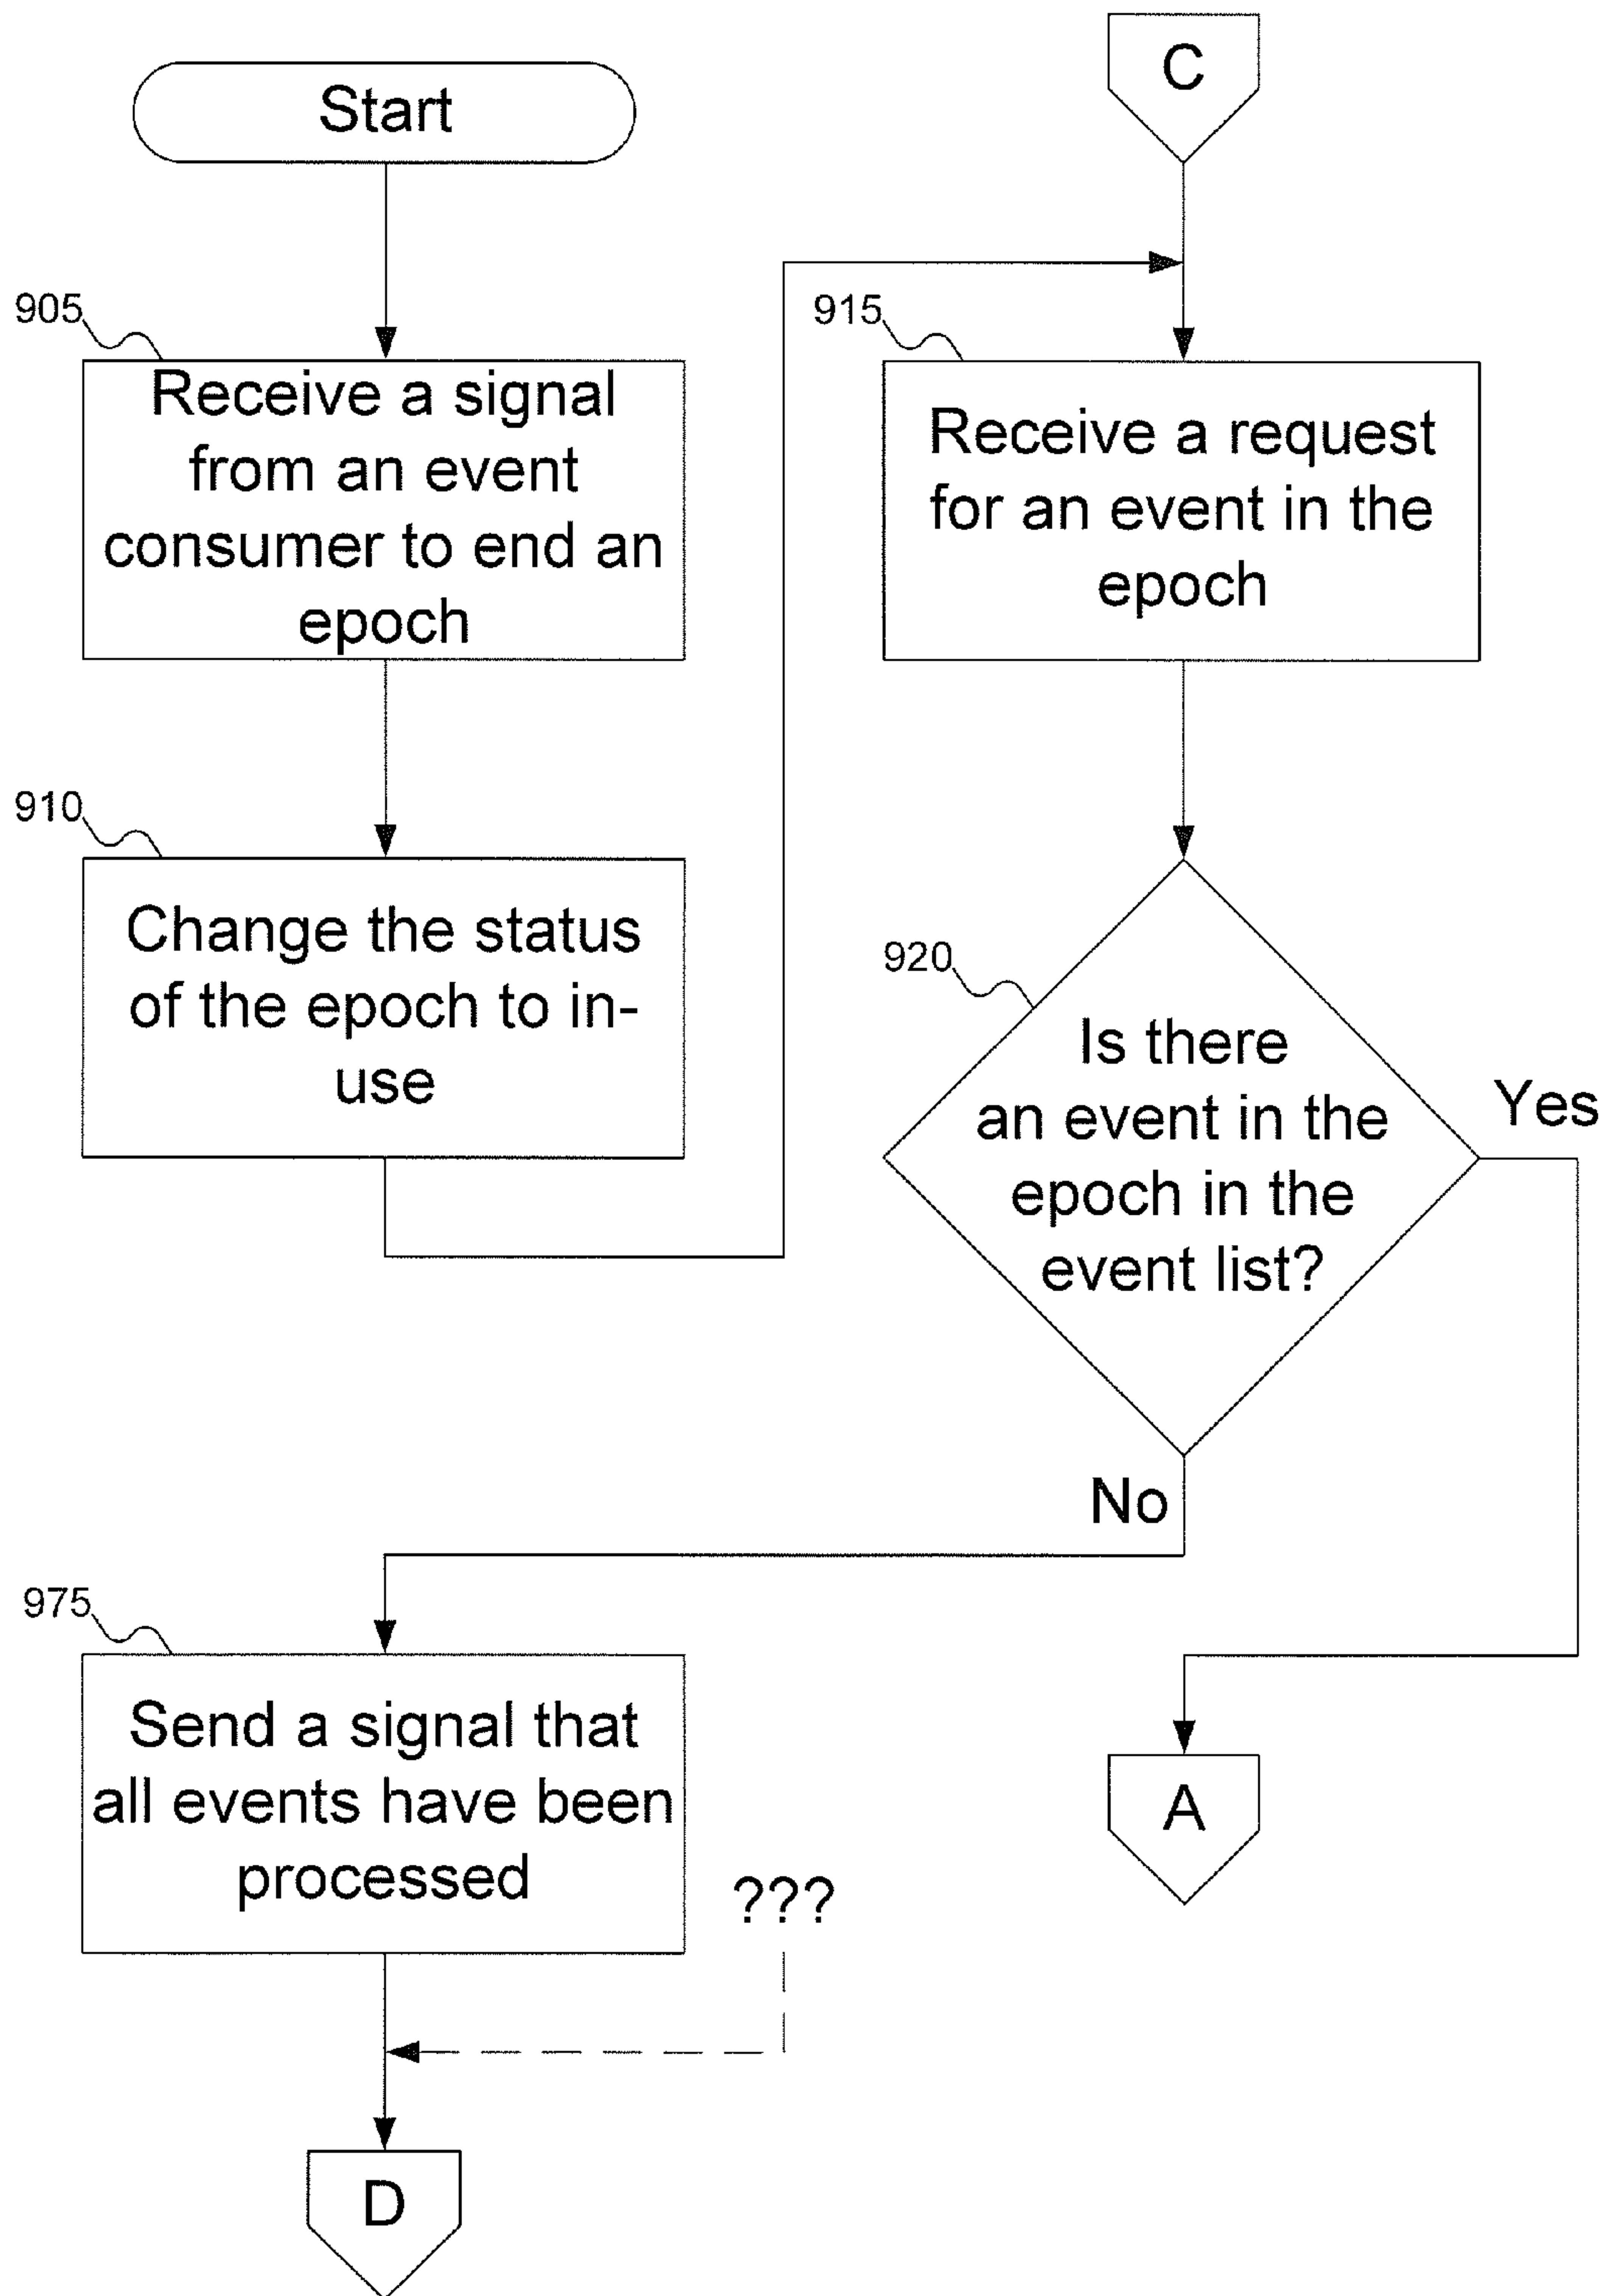 Start
905
Receive a signal
from an event
consumer to end an
epoch
910
Change the status
of the epoch to in-
use
C
915
Receive a request
for an event in the
epoch
920
Is there
an event in the
epoch in the
event list?
Yes
No
975
Send a signal that
all events have been
processed
???
D
A